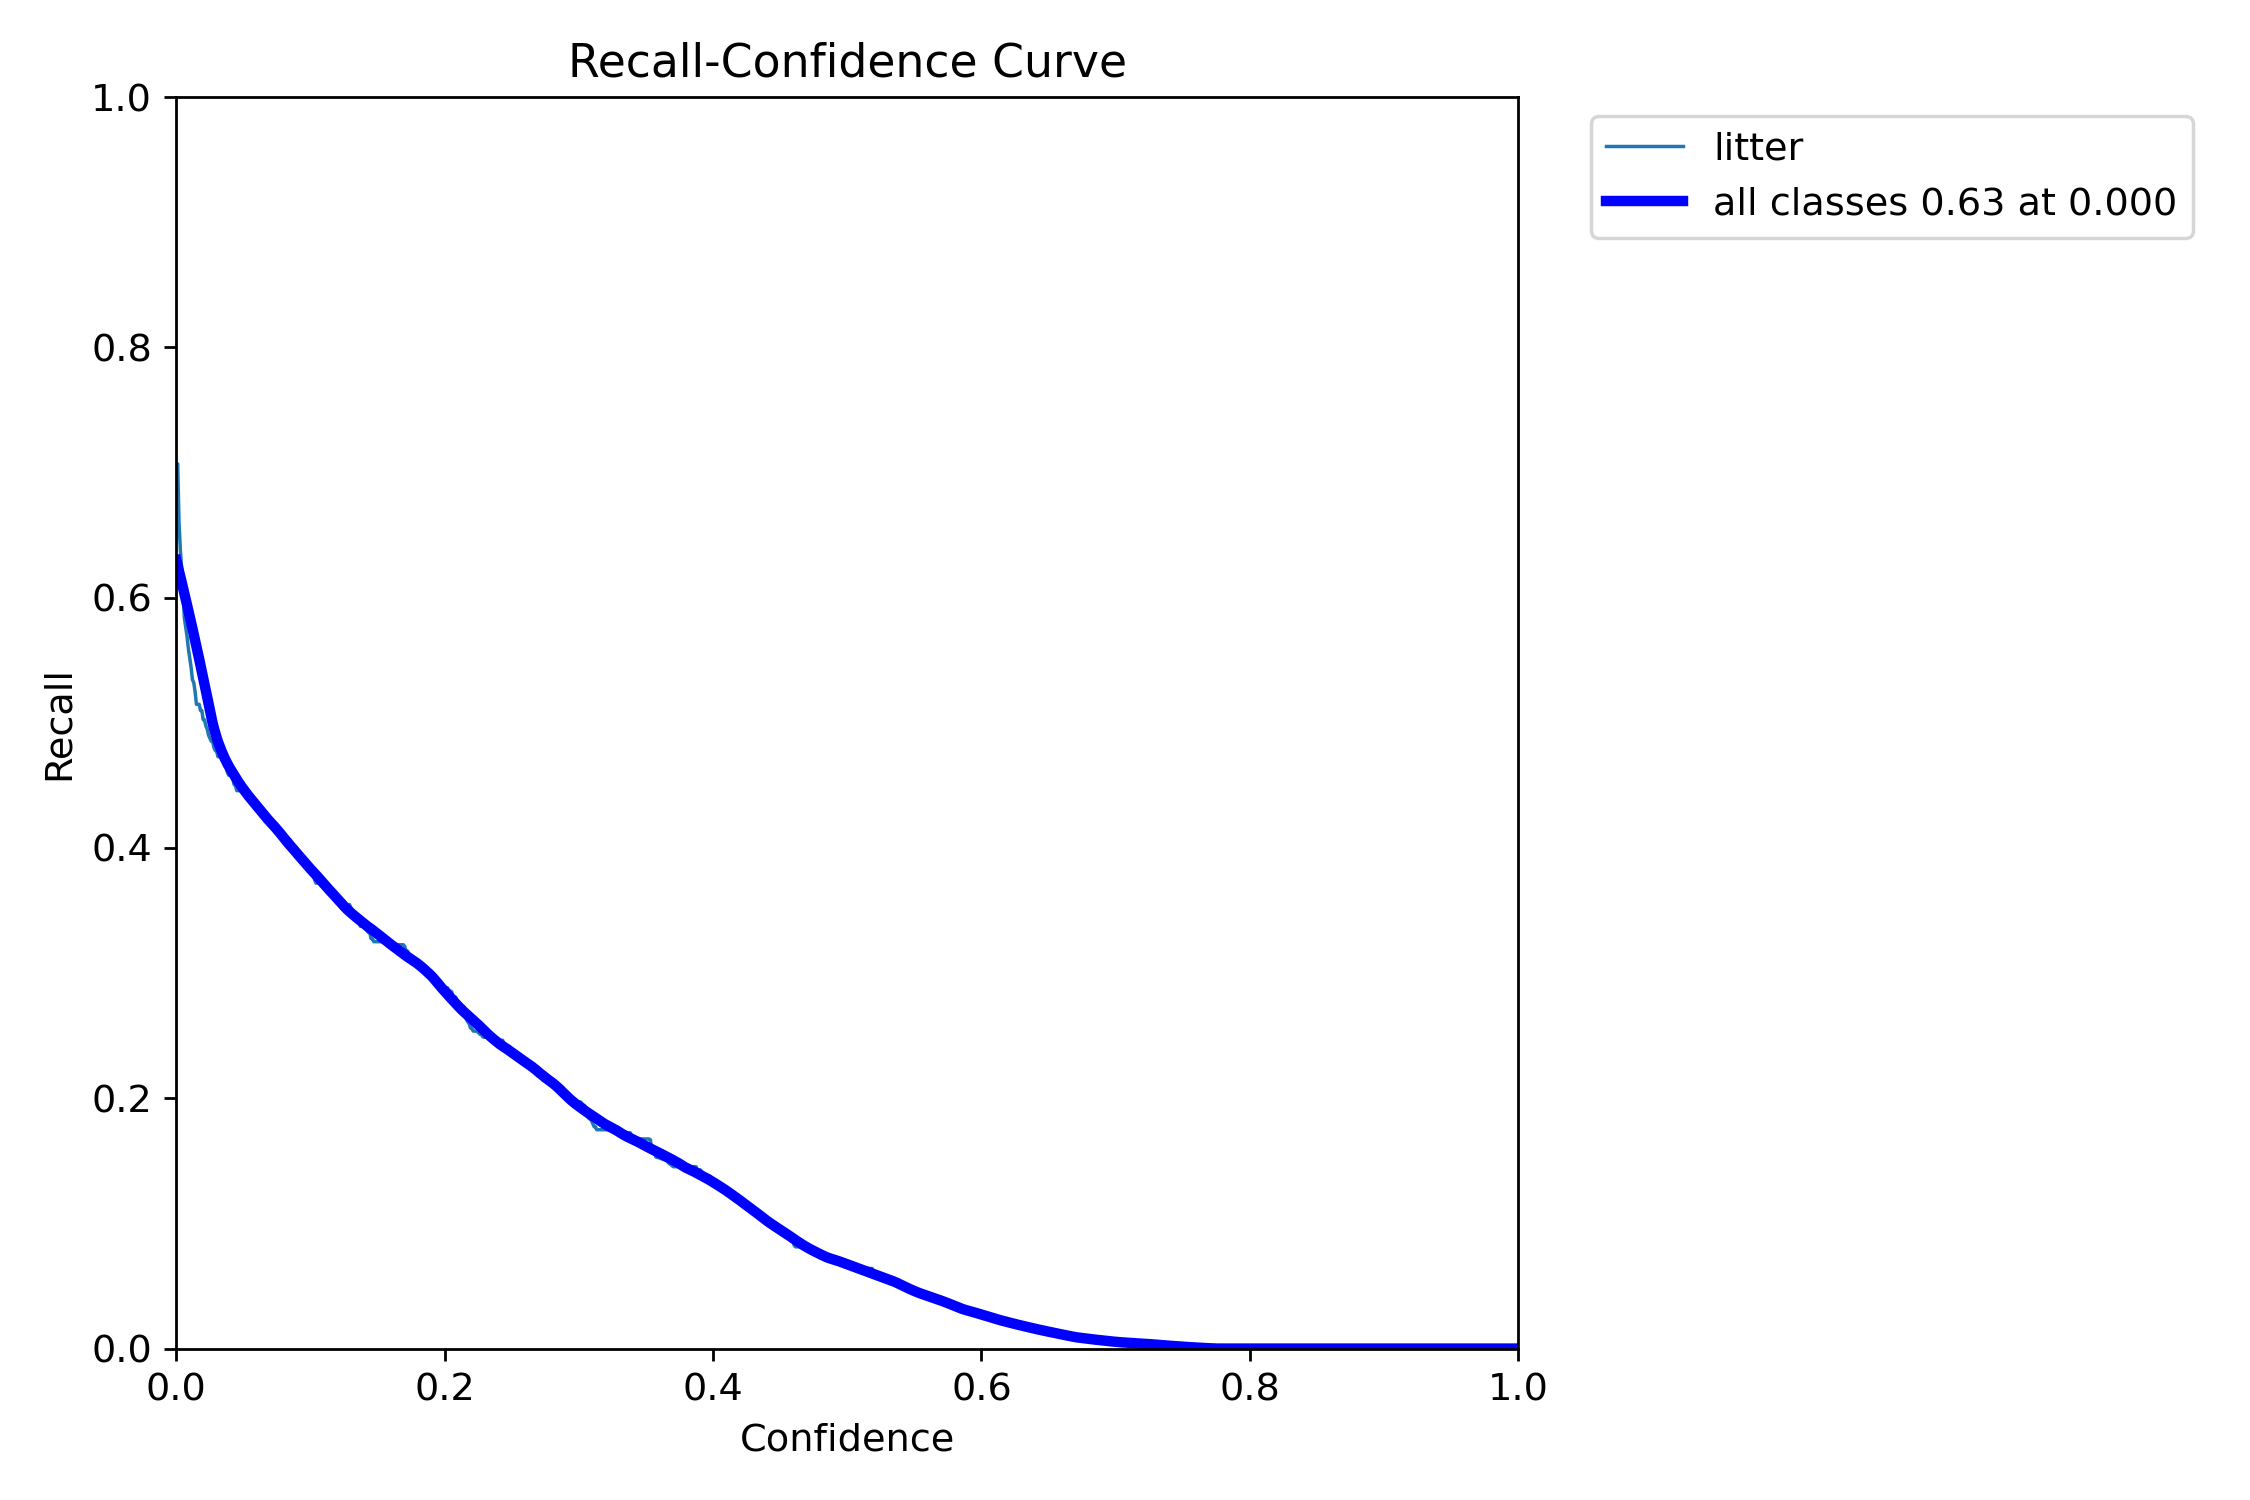 Recall-Confidence Curve
1.0
0.8
0.6
0.4
0.2
0.0
Recall
0.0 0.2 0.4 0.6 0.8 1.0
Confidence
litter
all classes 0.63 at 0.000